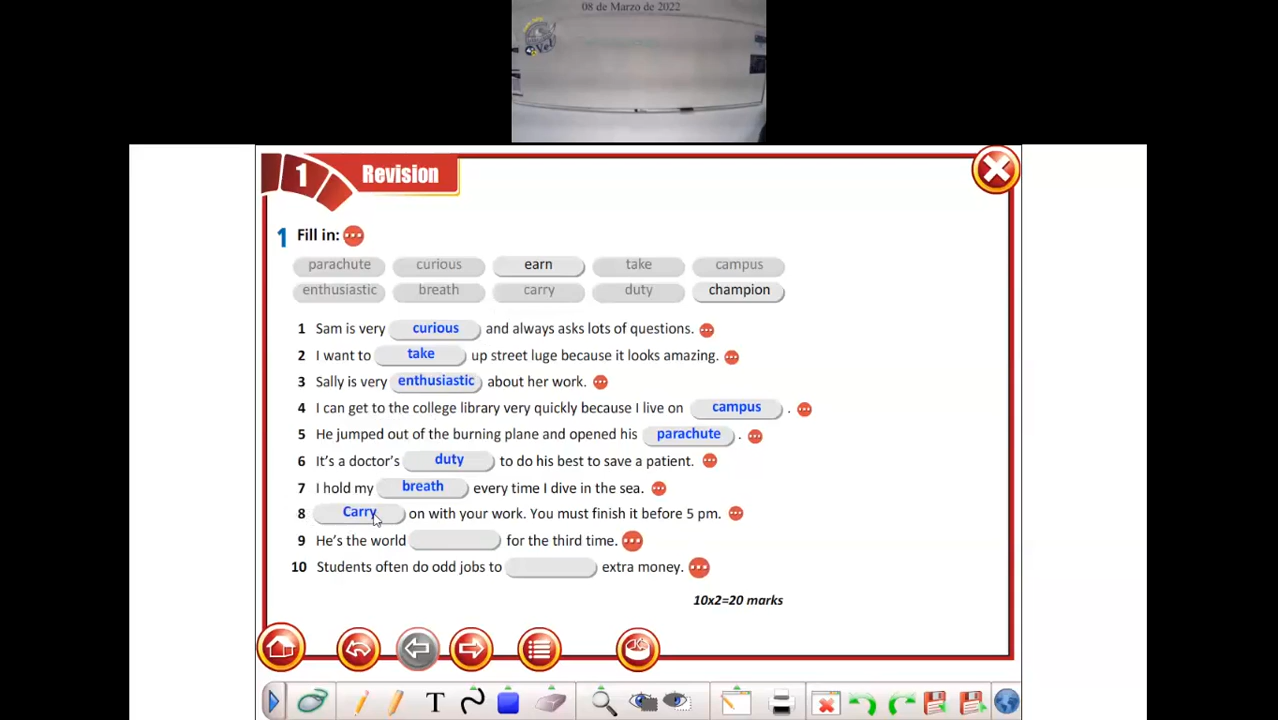 08 de Marzo de 2022
1 Revision
1 Fill in:
parachute curious earn take campus
enthusiastic breath carry duty champion
1 Sam is very curious and always asks lots of questions.
2 I want to take up street luge because it looks amazing.
3 Sally is very enthusiastic about her work.
4 I can get to the college library very quickly because I live on campus .
5 He jumped out of the burning plane and opened his parachute .
6 It's a doctor's duty to do his best to save a patient.
7 I hold my breath every time I dive in the sea.
8 Carry on with your work. You must finish it before 5 pm.
9 He's the world for the third time.
10 Students often do odd jobs to extra money.
10x2=20 marks
T